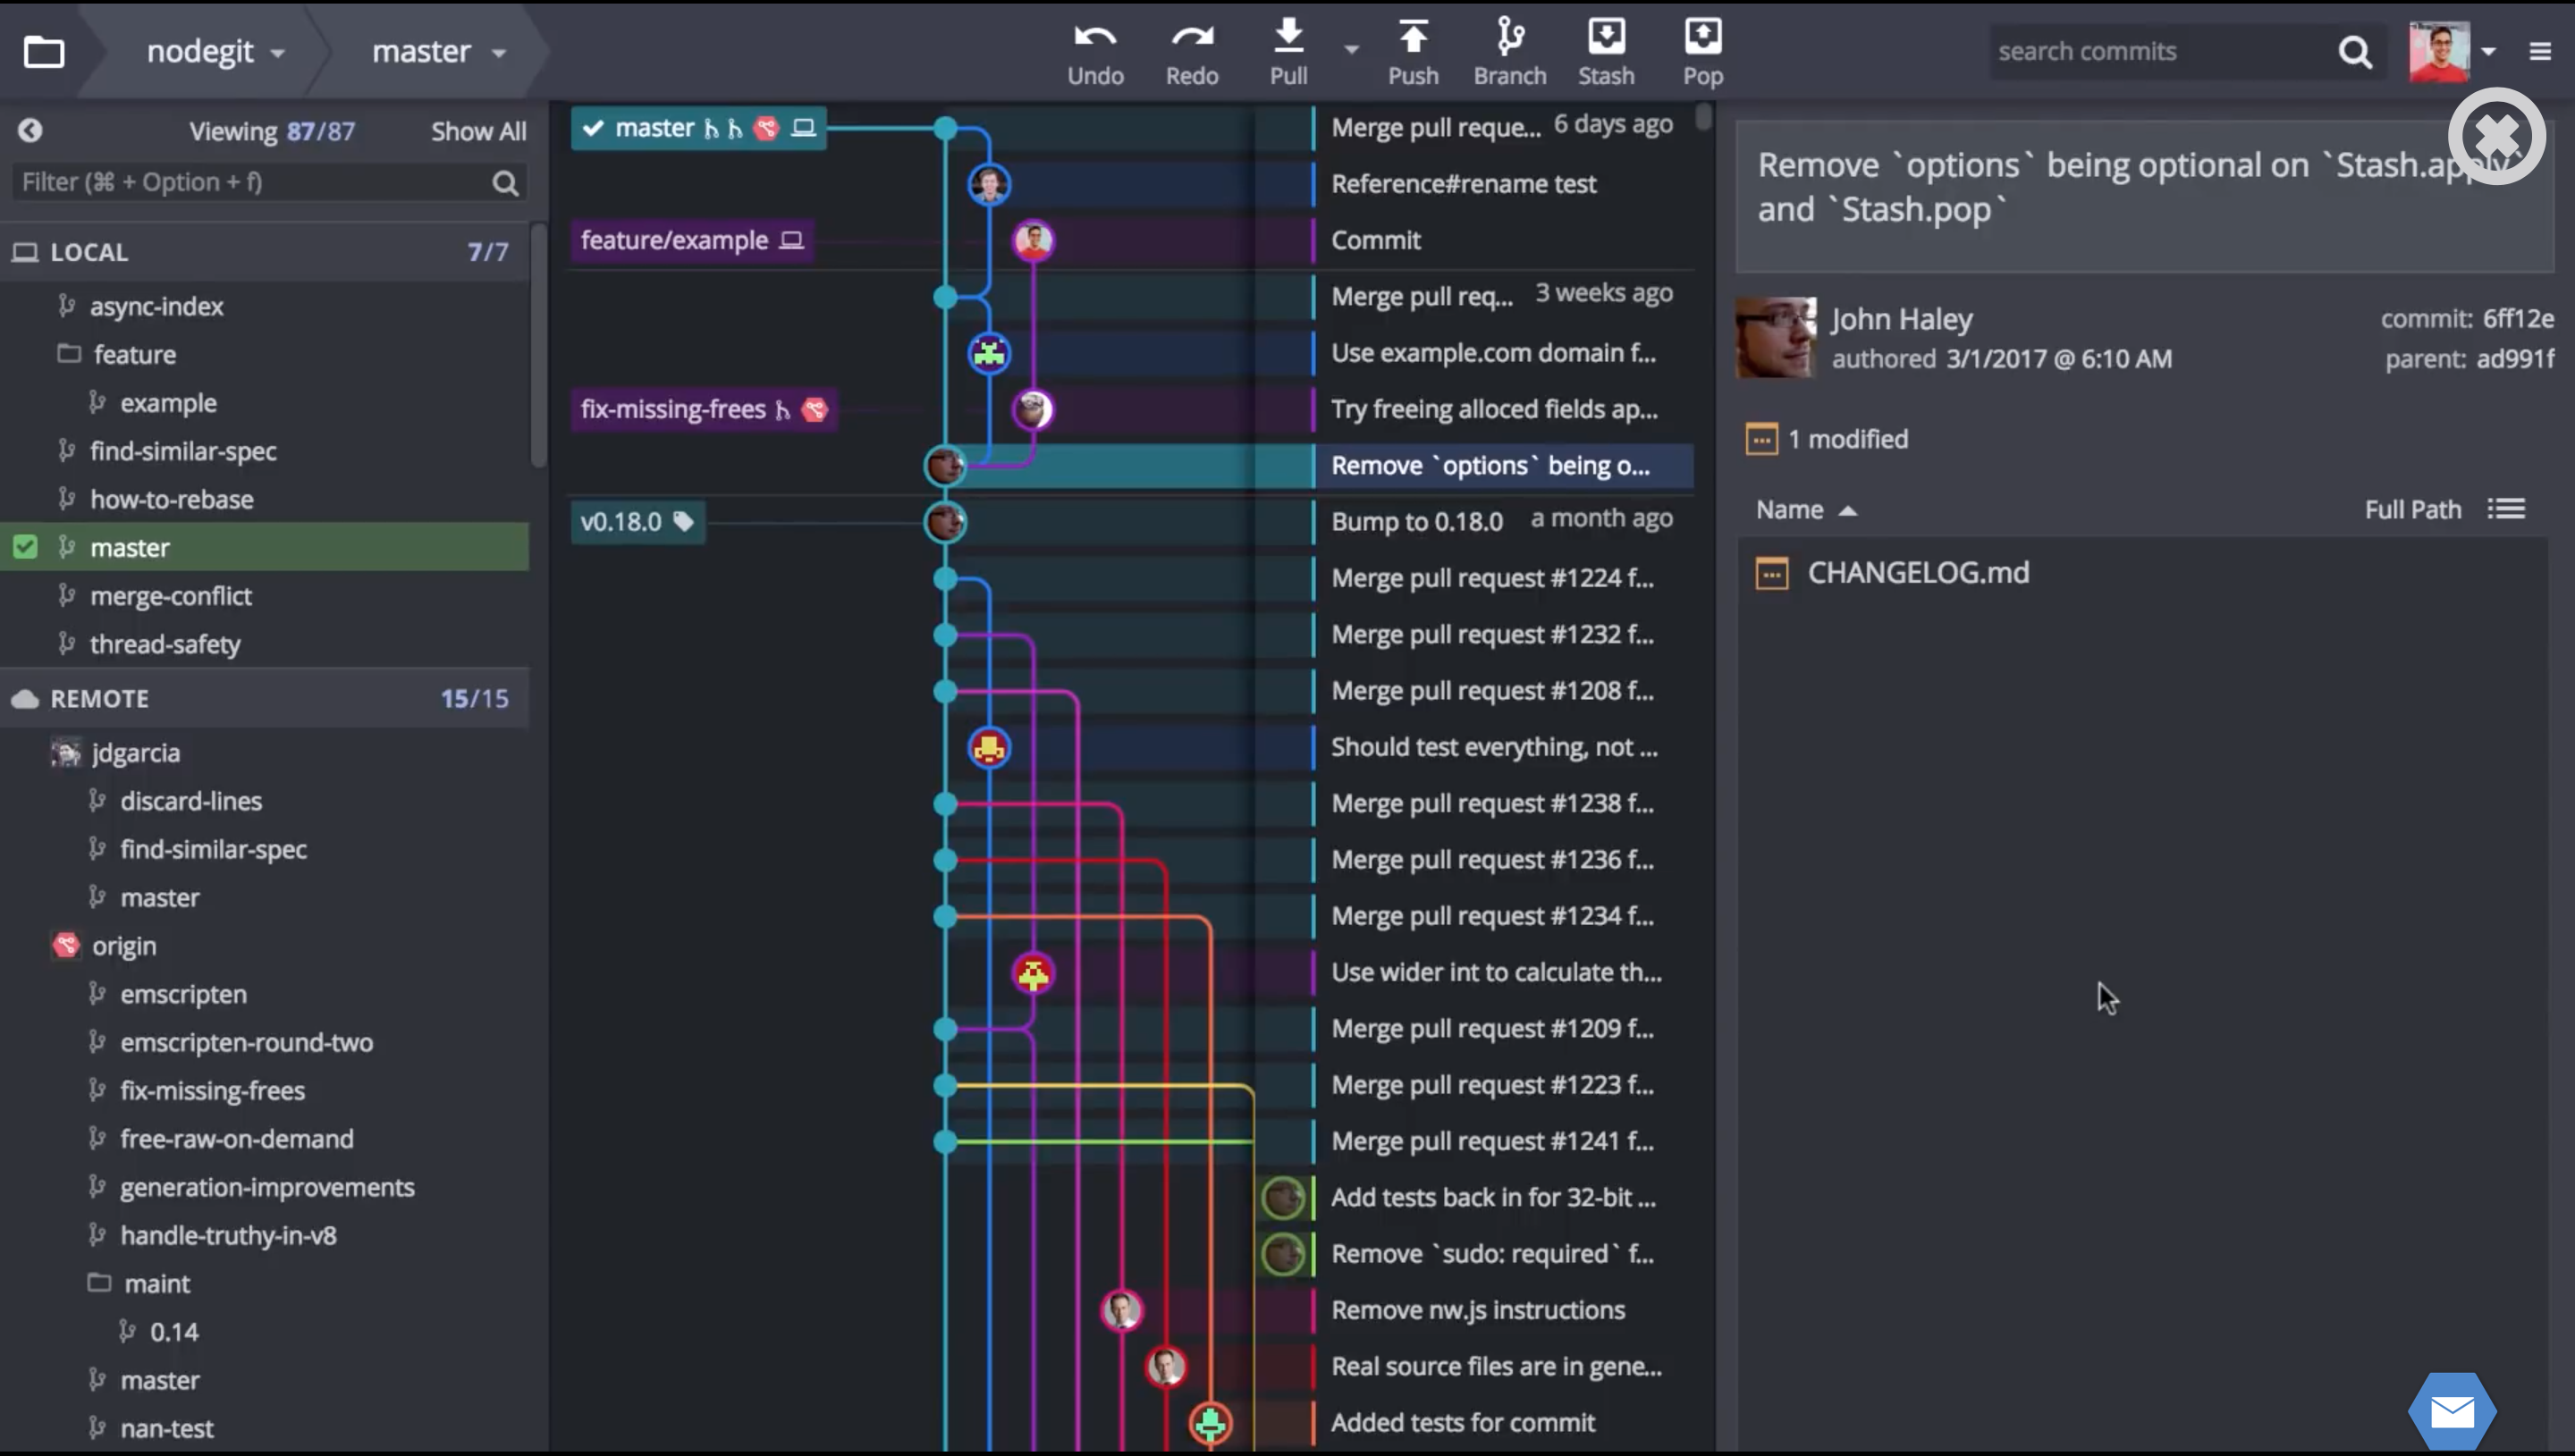 nodegit
master
Undo
Redo
Pull
Push
Branch
Stash
Pop
search commits
Viewing 87/87
Show All
Filter (⌘ + Option + f)
LOCAL
7/7
async-index
feature
example
find-similar-spec
how-to-rebase
master
merge-conflict
thread-safety
REMOTE
15/15
jdgarcia
discard-lines
find-similar-spec
master
origin
emscripten
emscripten-round-two
fix-missing-frees
free-raw-on-demand
generation-improvements
handle-truthy-in-v8
maint
0.14
master
nan-test
master
Merge pull reque... 6 days ago
Reference#rename test
feature/example
Commit
Merge pull req... 3 weeks ago
Use example.com domain f...
fix-missing-frees
Try freeing alloced fields ap...
Remove `options` being o...
v0.18.0
Bump to 0.18.0 a month ago
Merge pull request #1224 f...
Merge pull request #1232 f...
Merge pull request #1208 f...
Should test everything, not ...
Merge pull request #1238 f...
Merge pull request #1236 f...
Merge pull request #1234 f...
Use wider int to calculate th...
Merge pull request #1209 f...
Merge pull request #1223 f...
Merge pull request #1241 f...
Add tests back in for 32-bit ...
Remove `sudo: required` f...
Remove nw.js instructions
Real source files are in gene...
Added tests for commit
Remove `options` being optional on `Stash.apply`
and `Stash.pop`
John Haley
commit: 6ff12e
authored 3/1/2017 @ 6:10 AM
parent: ad991f
1 modified
Name
Full Path
CHANGELOG.md